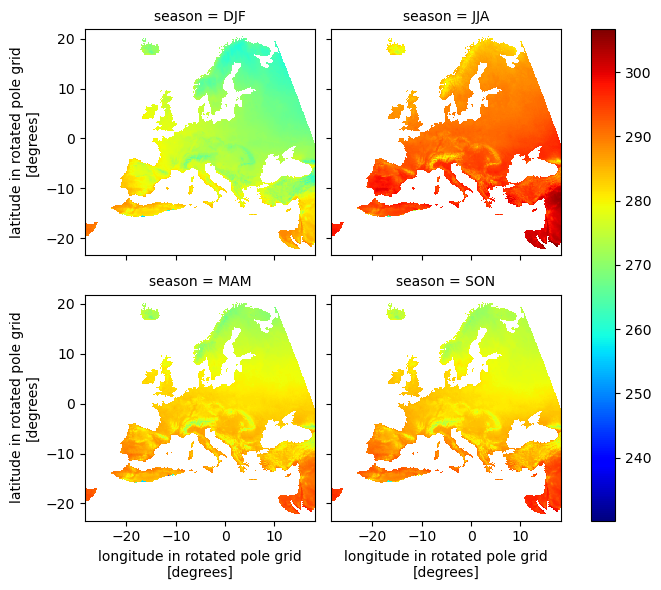 season = DJF
season = JJA
20
10
0
−10
−20
latitude in rotated pole grid
[degrees]
300
290
280
270
260
250
240
season = MAM
season = SON
20
10
0
−10
−20
latitude in rotated pole grid
[degrees]
−20
−10
0
10
−20
−10
0
10
longitude in rotated pole grid
[degrees]
longitude in rotated pole grid
[degrees]